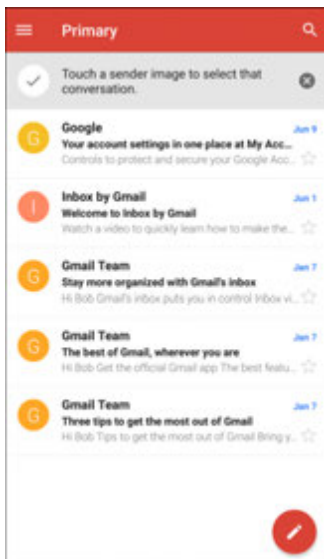 Primary
Touch a sender image to select that
conversation.
G
Google
Jun 9
Your account settings in one place at My Acc...
Controls to protect and secure your Google Acc...
I
Inbox by Gmail
Jun 1
Welcome to Inbox by Gmail
Watch a video to quickly learn how to make the...
G
Gmail Team
Jan 7
Stay more organized with Gmail's inbox
Hi Bob Gmail's inbox puts you in control Inbox vi...
G
Gmail Team
Jan 7
The best of Gmail, wherever you are
Hi Bob Get the official Gmail app The best featu...
G
Gmail Team
Jan 7
Three tips to get the most out of Gmail
Hi Bob Tips to get the most out of Gmail Bring y...